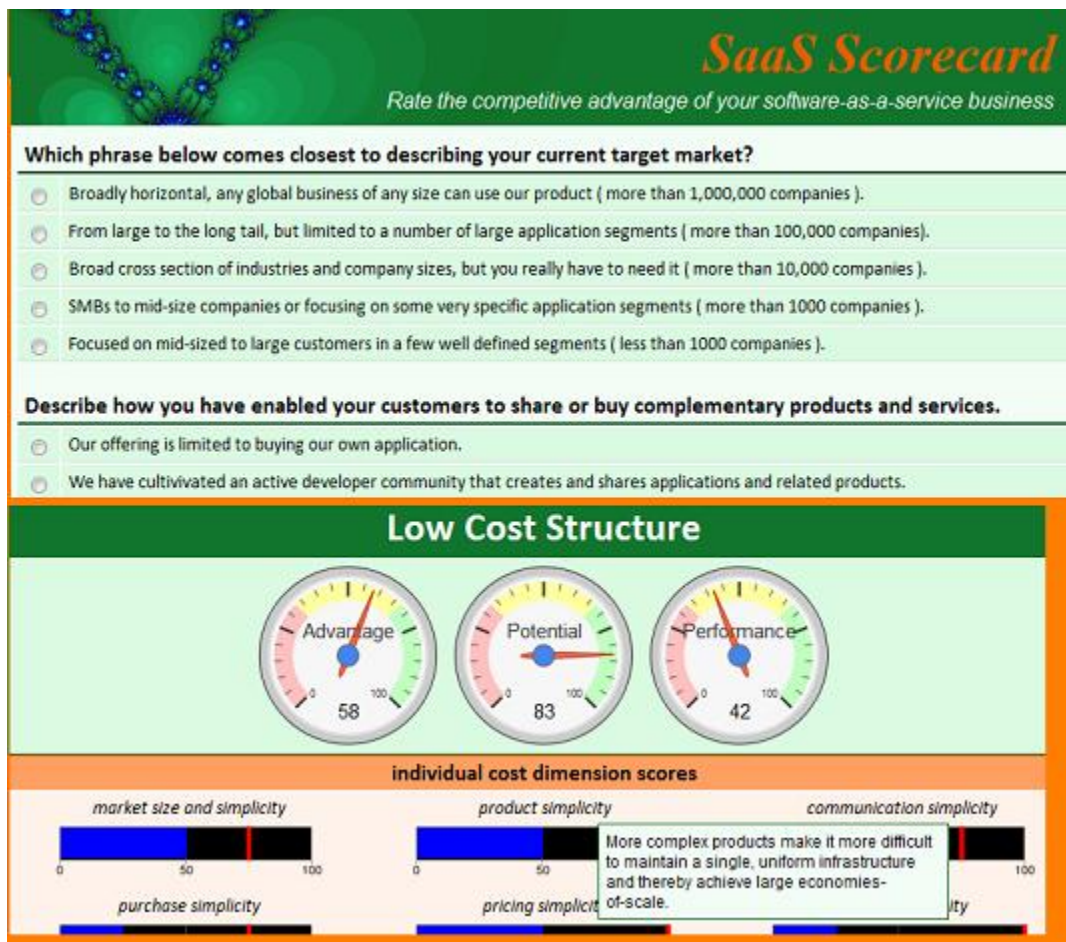 SaaS Scorecard
Rate the competitive advantage of your software-as-a-service business
Which phrase below comes closest to describing your current target market?
Broadly horizontal, any global business of any size can use our product ( more than 1,000,000 companies ).
From large to the long tail, but limited to a number of large application segments ( more than 100,000 companies).
Broad cross section of industries and company sizes, but you really have to need it ( more than 10,000 companies ).
SMBs to mid-size companies or focusing on some very specific application segments ( more than 1000 companies ).
Focused on mid-sized to large customers in a few well defined segments ( less than 1000 companies ).
Describe how you have enabled your customers to share or buy complementary products and services.
Our offering is limited to buying our own application.
We have cultivivated an active developer community that creates and shares applications and related products.
Low Cost Structure
Advantage Potential Performance
0 100 0 100 0 100
58 83 42
individual cost dimension scores
market size and simplicity product simplicity communication simplicity
More complex products make it more difficult
to maintain a single, uniform infrastructure
and thereby achieve large economies-
of-scale.
0 50 100 0 50 100
purchase simplicity pricing